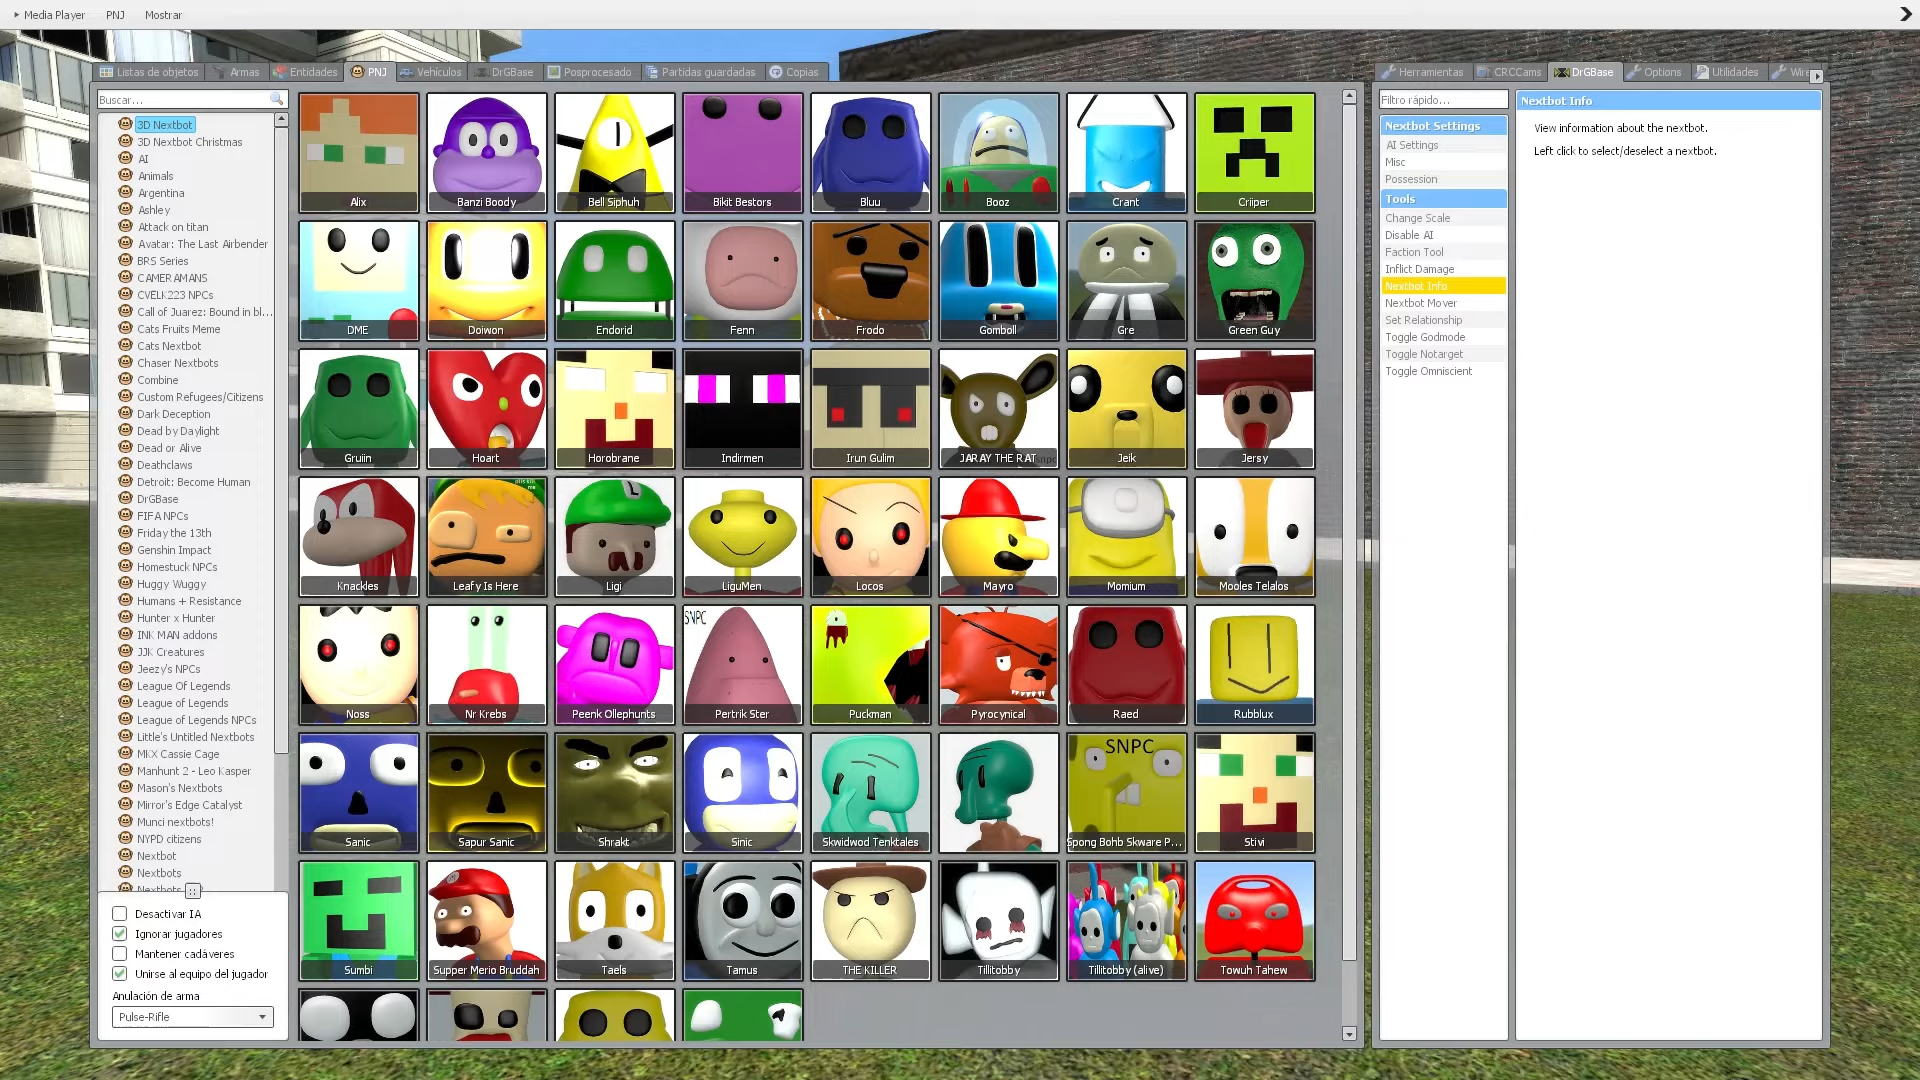 Media Player PNJ Mostrar
Listas de objetos Armas Entidades PNJ Vehículos DrGBase Posprocesado Partidas guardadas Copias
Buscar...
3D Nextbot
3D Nextbot Christmas
AI
Animals
Argentina
Ashley
Attack on titan
Avatar: The Last Airbender
BRS Series
CAMERAMANS
CVELK223 NPCs
Call of Juarez: Bound in bl...
Cats Fruits Meme
Cats Nextbot
Chaser Nextbots
Combine
Custom Refugees/Citizens
Dark Deception
Dead by Daylight
Dead or Alive
Deathclaws
Detroit: Become Human
DrGBase
FIFA NPCs
Friday the 13th
Genshin Impact
Homestuck NPCs
Huggy Wuggy
Humans + Resistance
Hunter x Hunter
INK MAN addons
JJK Creatures
Jeezy's NPCs
League Of Legends
League of Legends
League of Legends NPCs
Little's Untitled Nextbots
MKX Cassie Cage
Manhunt 2 - Leo Kasper
Mason's Nextbots
Mirror's Edge Catalyst
Munci nextbots!
NYPD citizens
Nextbot
Nextbots
Desactivar IA
Ignorar jugadores
Mantener cadáveres
Unirse al equipo del jugador
Anulación de arma
Pulse-Rifle
Alix Banzi Boody Bell Siphuh Bikit Bestors Bluu Booz Crant Criiper
DME Doiwon Endorid Fenn Frodo Gomboll Gre Green Guy
Gruiin Hoart Horobrane Indirmen Irun Gulim JARAY THE RAT Jeik Jersy
Knackles Leafy Is Here Ligi LiguMen Locos Mayro Momium Mooles Telalos
SNPC
Noss Nr Krebs Peenk Ollephunts Pertrik Ster Puckman Pyrocynical Raed Rubblux
SNPC
Sanic Sapur Sanic Shrakt Sinic Skwidwod Tenktales Spong Bohb Skware P... Stivi
Sumbi Supper Merio Bruddah Taels Tamus THE KILLER Tillitobby Tillitobby (alive) Towuh Tahew
Herramientas CRCCams DrGBase Options Utilidades Wire
Filtro rápido...
Nextbot Settings
AI Settings
Misc
Possession
Tools
Change Scale
Disable AI
Faction Tool
Inflict Damage
Nextbot Info
Nextbot Mover
Set Relationship
Toggle Godmode
Toggle Notarget
Toggle Omniscient
Nextbot Info
View information about the nextbot.
Left click to select/deselect a nextbot.